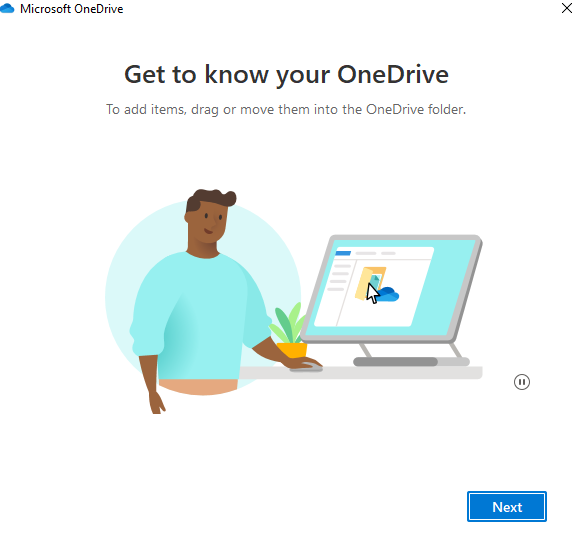 Microsoft OneDrive
Get to know your OneDrive
To add items, drag or move them into the OneDrive folder.
Next